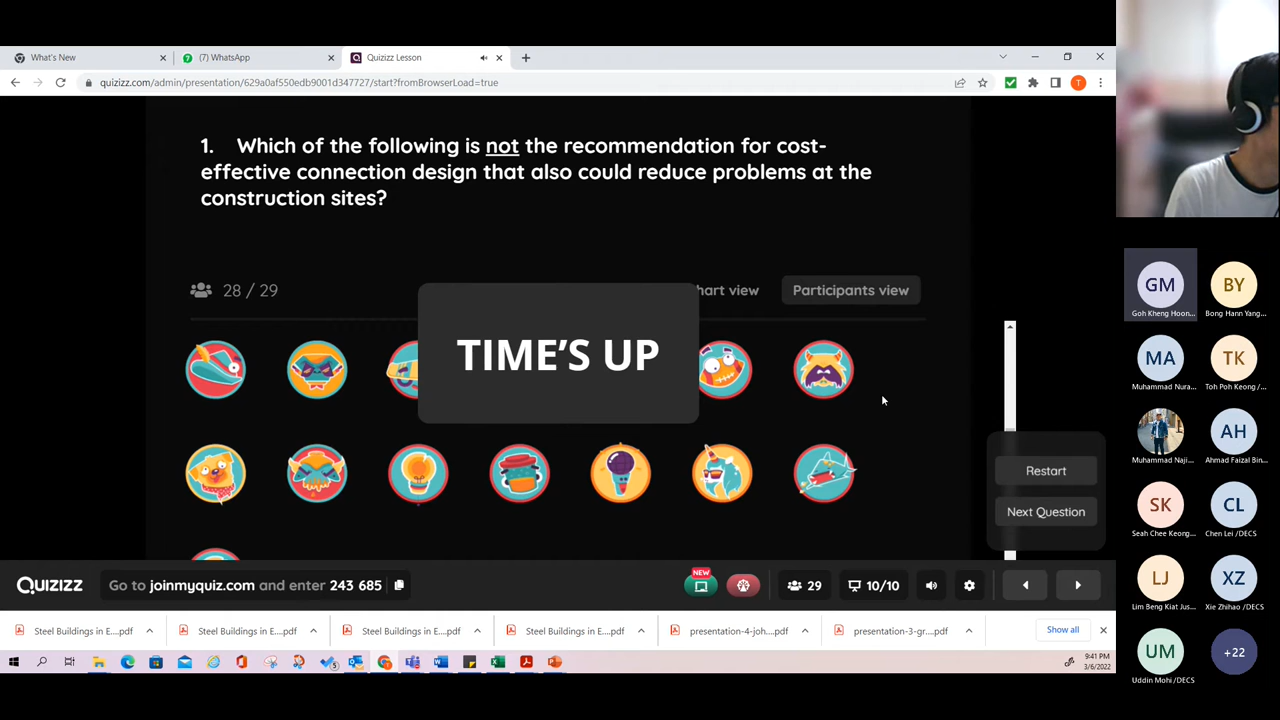 What's New
(7) WhatsApp
Quizizz Lesson
quizizz.com/admin/presentation/629a0af550edb9001d347727/start?fromBrowserLoad=true
T
1. Which of the following is not the recommendation for cost-
effective connection design that also could reduce problems at the
construction sites?
28 / 29
hart view
Participants view
TIME'S UP
Restart
Next Question
QUIZIZZ
Go to joinmyquiz.com and enter 243 685
NEW
29
10/10
Steel Buildings in E....pdf
Steel Buildings in E....pdf
Steel Buildings in E....pdf
Steel Buildings in E....pdf
presentation-4-joh....pdf
presentation-3-gr....pdf
Show all
9:41 PM
3/6/2022
GM
Goh Kheng Hoon...
BY
Bong Hann Yang...
MA
Muhammad Nura...
TK
Toh Poh Keong /...
Muhammad Naji...
AH
Ahmad Faizal Bin...
SK
Seah Chee Keong...
CL
Chen Lei /DECS
LJ
Lim Beng Kiat Jus...
XZ
Xie Zhihao /DECS
UM
Uddin Mohi /DECS
+22